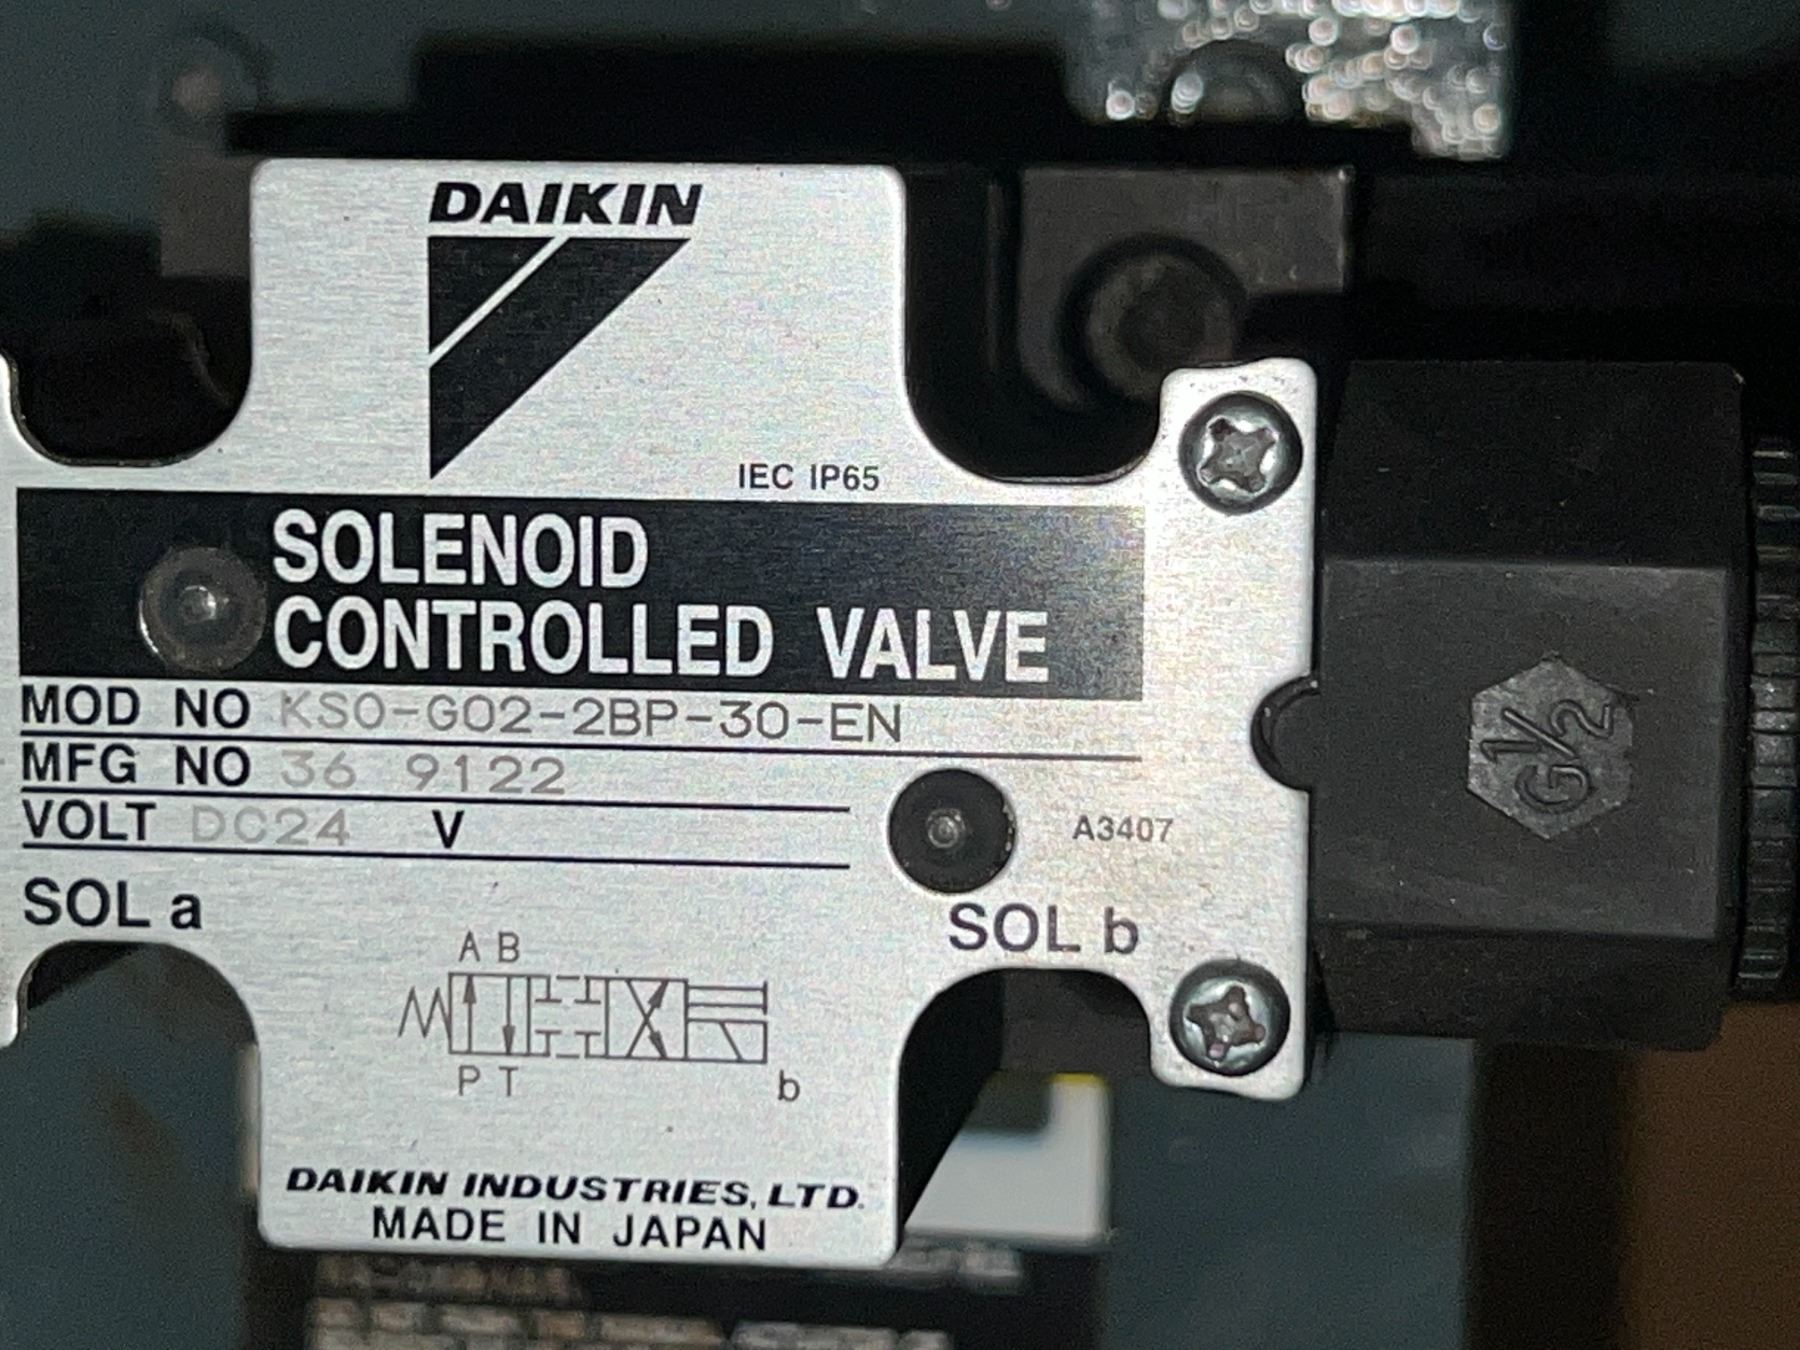 DAIKIN
IEC IP65
SOLENOID
CONTROLLED VALVE
MOD NO KSO-G02-2BP-30-EN
MFG NO 36 9122
VOLT DC24 V
A3407
SOL a
SOL b
A B
P T
b
DAIKIN INDUSTRIES, LTD.
MADE IN JAPAN
G1/2